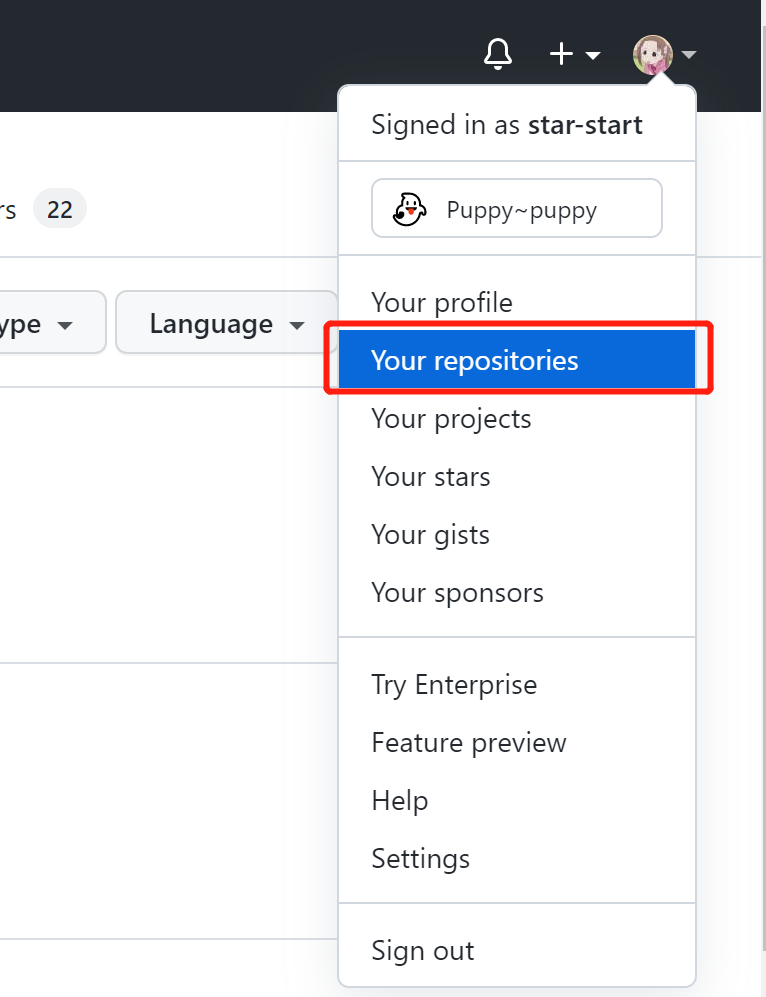 Signed in as star-start
Puppy~puppy
rs 22
ype
Language
Your profile
Your repositories
Your projects
Your stars
Your gists
Your sponsors
Try Enterprise
Feature preview
Help
Settings
Sign out